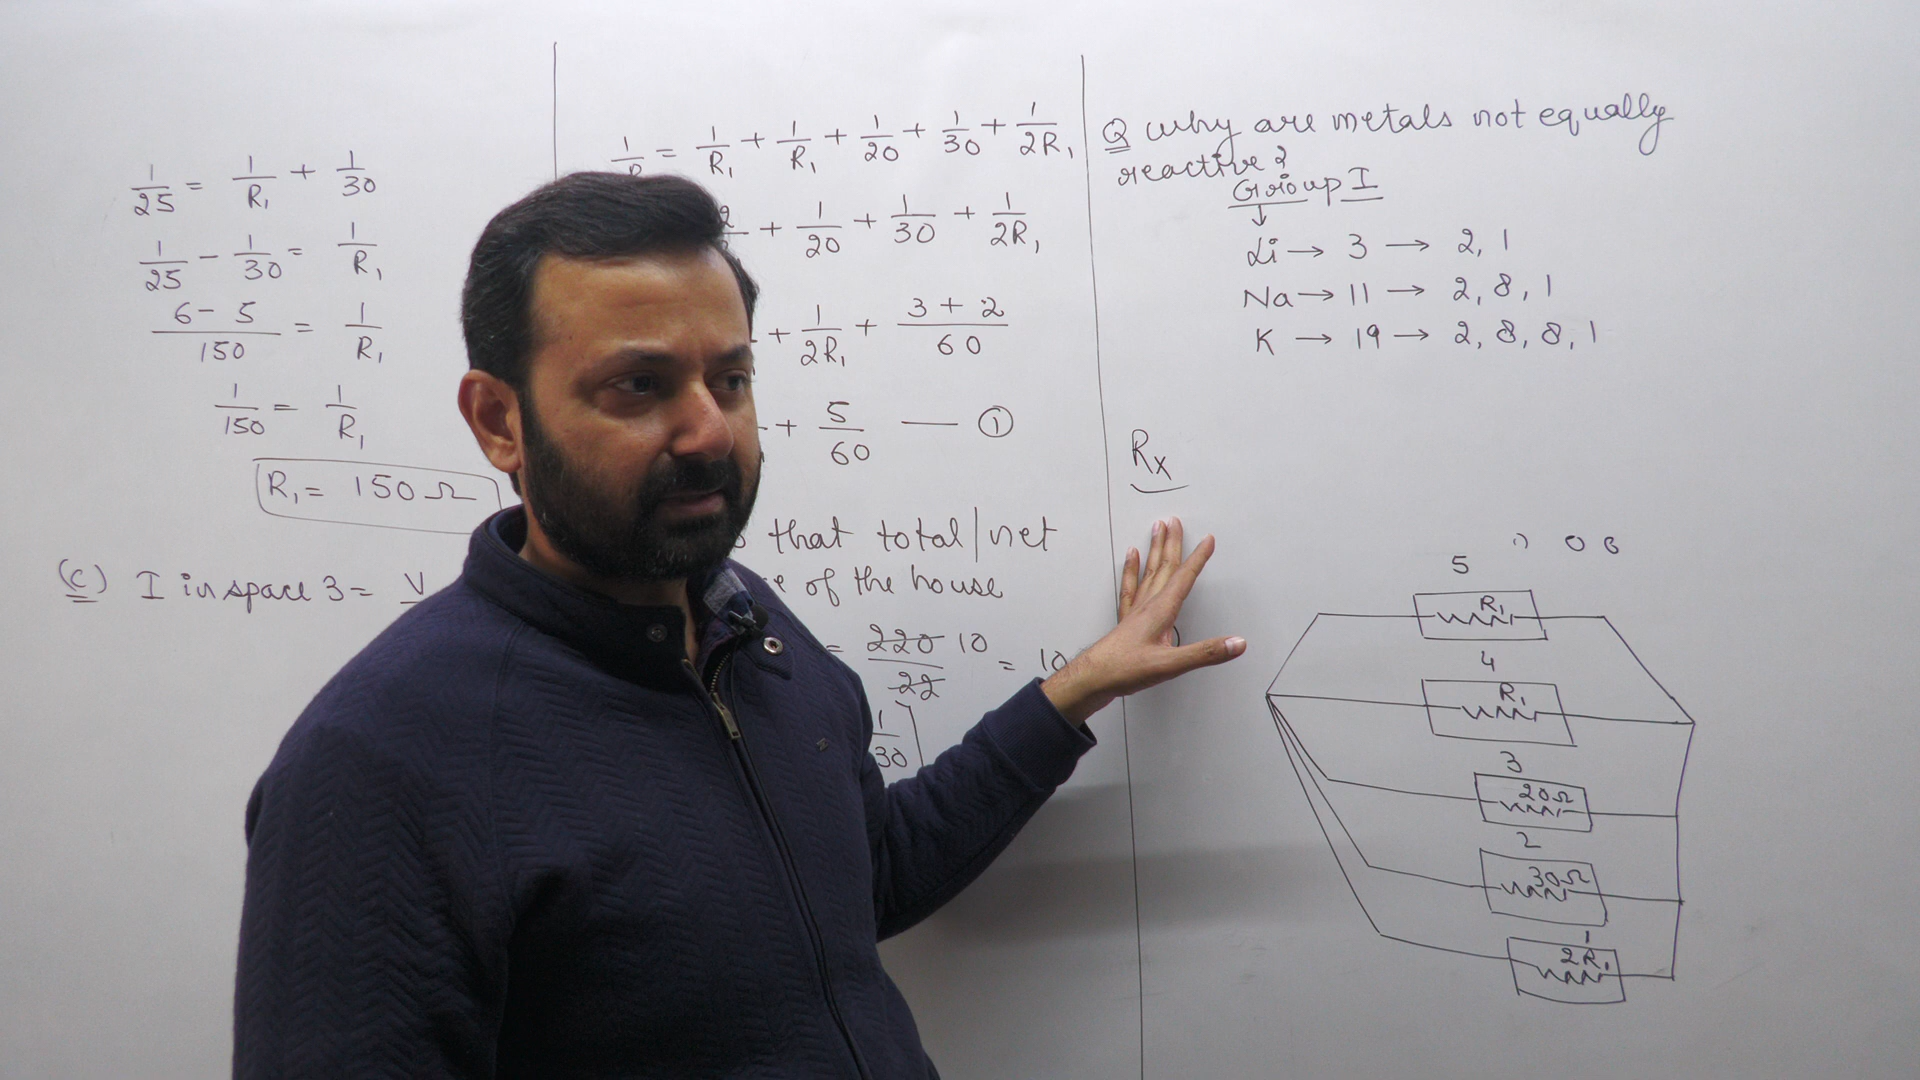 1/25 = 1/R₁ + 1/30
1/25 - 1/30 = 1/R₁
6 - 5/150 = 1/R₁
1/150 = 1/R₁
R₁ = 150 Ω
(c) I in space 3 = V
1/R = 1/R₁ + 1/R₁ + 1/20 + 1/30 + 1/2R₁
+ 1/20 + 1/30 + 1/2R₁
+ 1/2R₁ + 3 + 2/60
+ 5/60 — ①
that total/net
of the house
= 220/22 10 = 10
1/30]
Q why are metals not equally
reactive?
Group I
↓
Li → 3 → 2, 1
Na → 11 → 2, 8, 1
K → 19 → 2, 8, 8, 1
Rx
5
R₁
4
R₁
3
20Ω
2
30Ω
1
2R₁